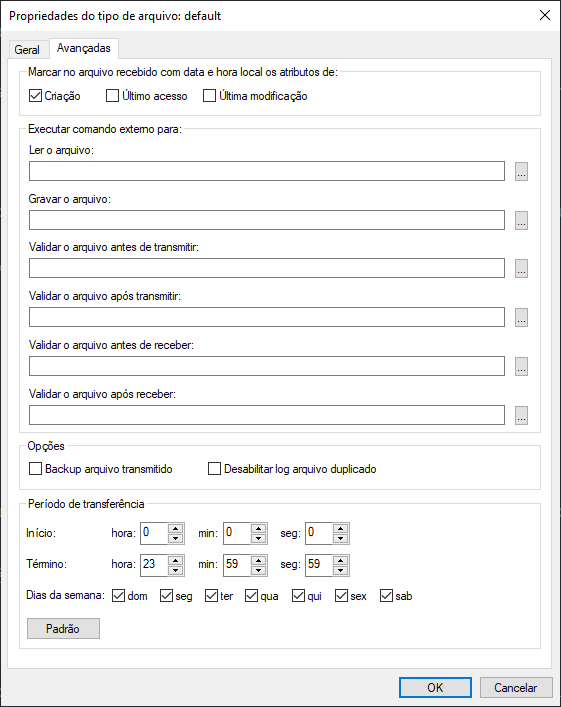 Propriedades do tipo de arquivo: default
Geral Avançadas
Marcar no arquivo recebido com data e hora local os atributos de:
Criação Último acesso Última modificação
Executar comando externo para:
Ler o arquivo:
...
Gravar o arquivo:
...
Validar o arquivo antes de transmitir:
...
Validar o arquivo após transmitir:
...
Validar o arquivo antes de receber:
...
Validar o arquivo após receber:
...
Opções
Backup arquivo transmitido Desabilitar log arquivo duplicado
Período de transferência
Início: hora: 0 min: 0 seg: 0
Término: hora: 23 min: 59 seg: 59
Dias da semana: dom seg ter qua qui sex sab
Padrão
OK Cancelar